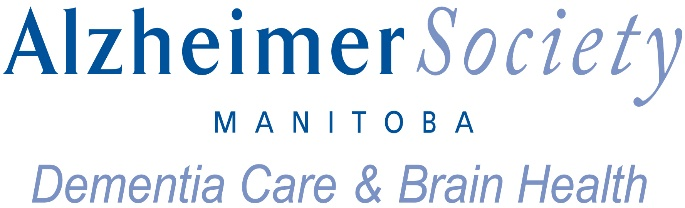 Alzheimer Society
MANITOBA
Dementia Care & Brain Health